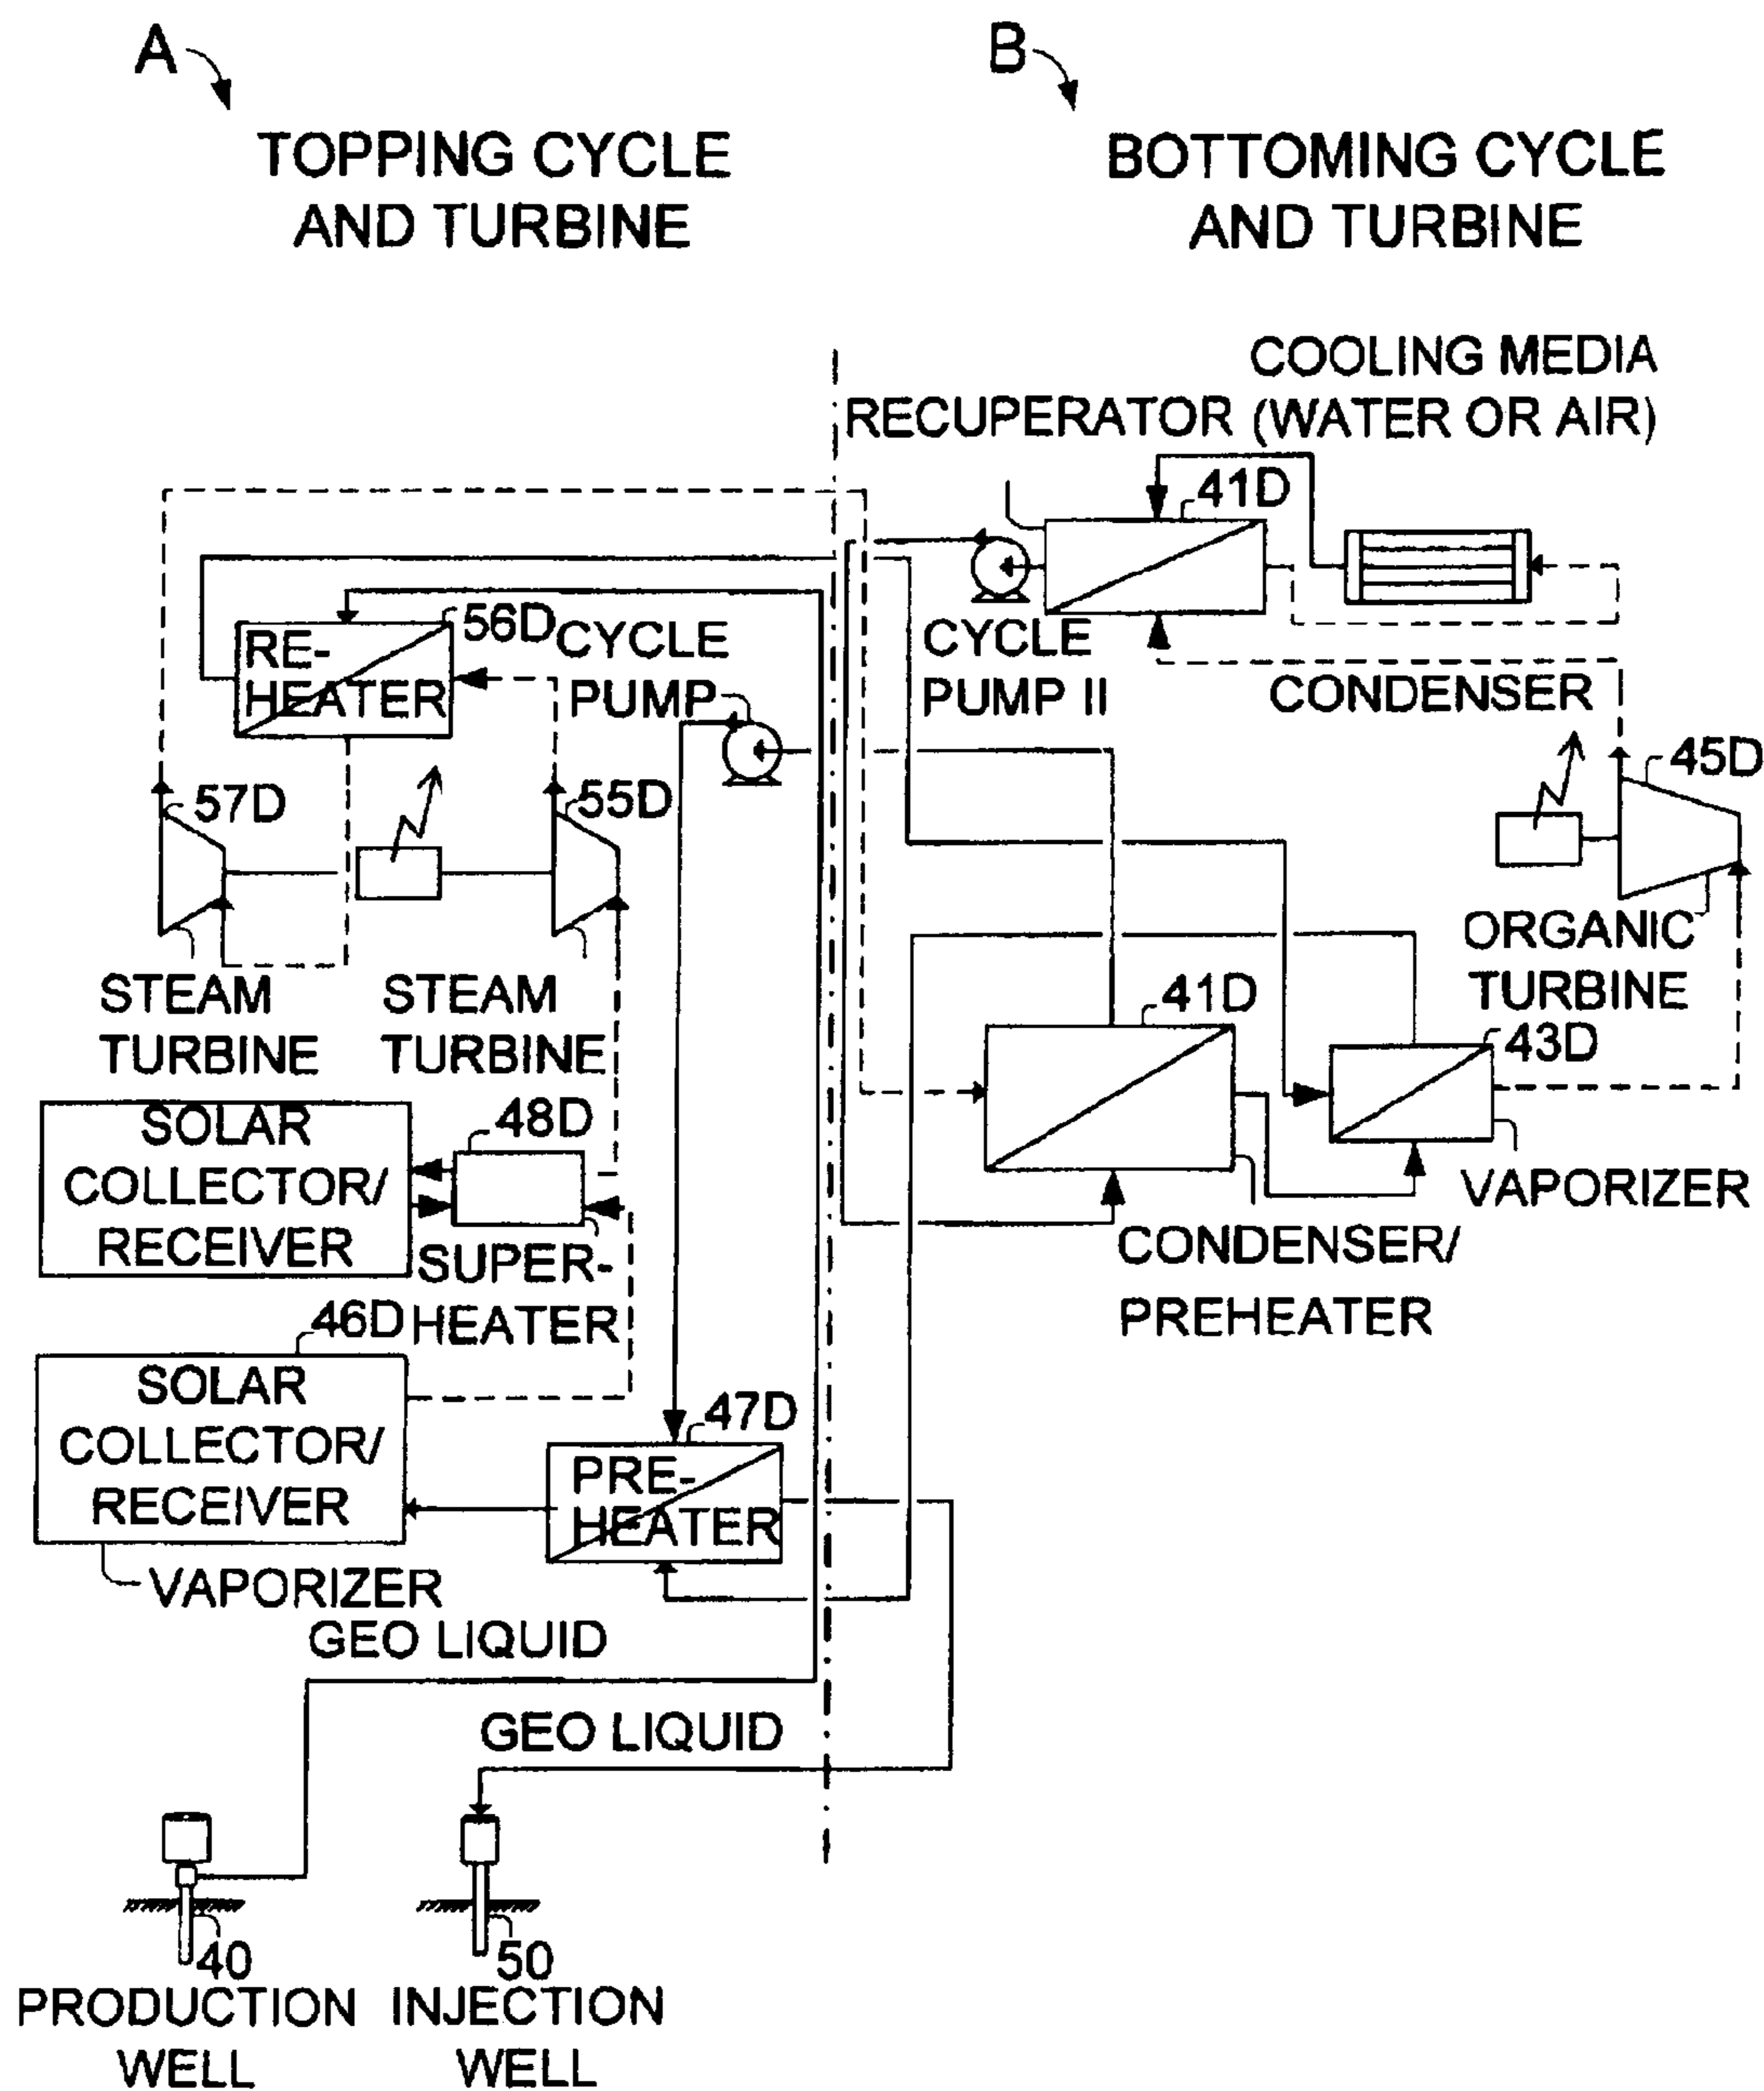 A
B
TOPPING CYCLE
AND TURBINE
BOTTOMING CYCLE
AND TURBINE
COOLING MEDIA
RECUPERATOR (WATER OR AIR)
41D
56D
RE-
HEATER
CYCLE
PUMP
CYCLE
PUMP II
CONDENSER
57D
55D
45D
STEAM
TURBINE
STEAM
TURBINE
ORGANIC
TURBINE
41D
43D
SOLAR
COLLECTOR/
RECEIVER
48D
SUPER-
HEATER
VAPORIZER
CONDENSER/
PREHEATER
46D
SOLAR
COLLECTOR/
RECEIVER
47D
PRE-
HEATER
VAPORIZER
GEO LIQUID
GEO LIQUID
40
50
PRODUCTION
WELL
INJECTION
WELL